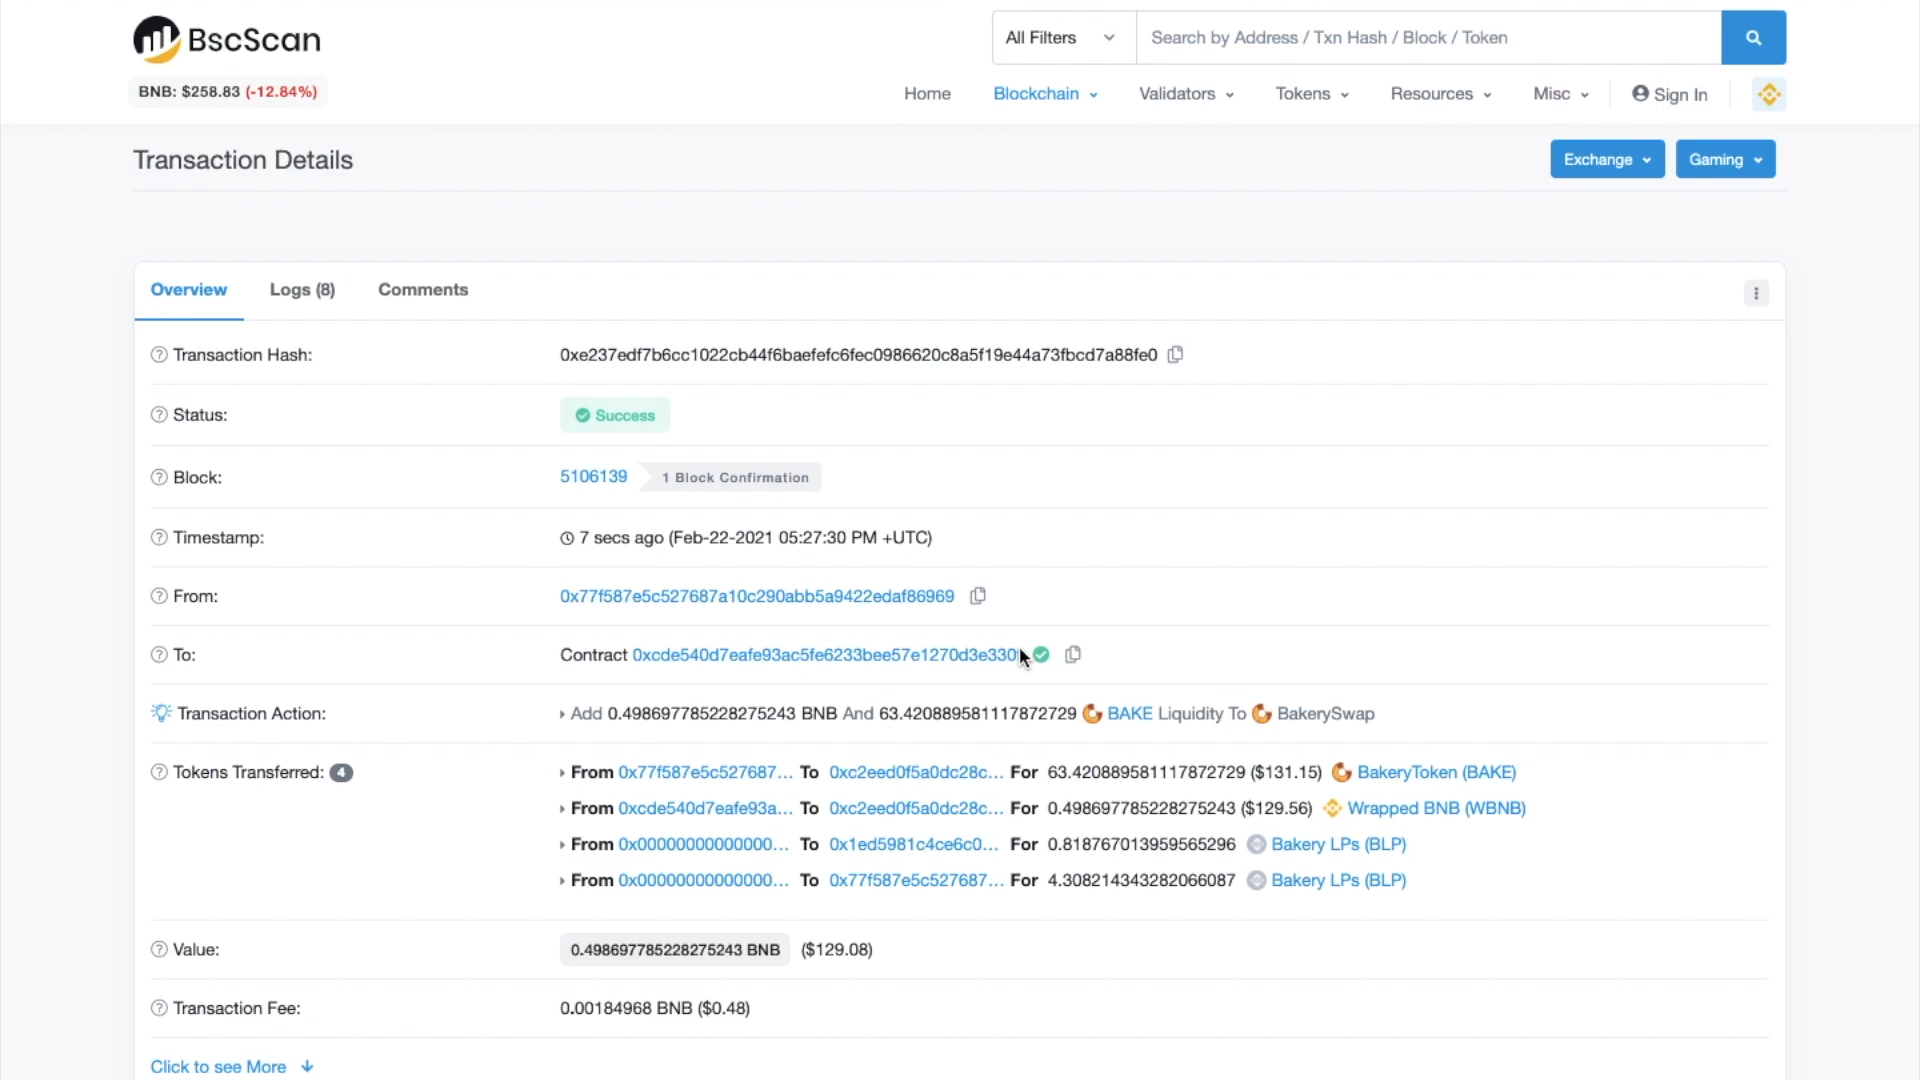 BscScan
All Filters
Search by Address / Txn Hash / Block / Token
BNB: $258.83 (-12.84%)
Home Blockchain Validators Tokens Resources Misc Sign In
Transaction Details
Exchange Gaming
Overview Logs (8) Comments
Transaction Hash: 0xe237edf7b6cc1022cb44f6baefefc6fec0986620c8a5f19e44a73fbcd7a88fe0
Status: Success
Block: 5106139 1 Block Confirmation
Timestamp: 7 secs ago (Feb-22-2021 05:27:30 PM +UTC)
From: 0x77f587e5c527687a10c290abb5a9422edaf86969
To: Contract
Transaction Action: Add 0.498697785228275243 BNB And 63.420889581117872729 BAKE Liquidity To BakerySwap
Tokens Transferred: 4
From 0x77f587e5c527687... To 0xc2eed0f5a0dc28c... For 63.420889581117872729 ($131.15) BakeryToken (BAKE)
From 0xcde540d7eafe93a... To 0xc2eed0f5a0dc28c... For 0.498697785228275243 ($129.56) Wrapped BNB (WBNB)
From 0x00000000000000... To 0x1ed5981c4ce6c0... For 0.818767013959565296 Bakery LPs (BLP)
From 0x00000000000000... To 0x77f587e5c527687... For 4.308214343282066087 Bakery LPs (BLP)
Value: 0.498697785228275243 BNB ($129.08)
Transaction Fee: 0.00184968 BNB ($0.48)
Click to see More